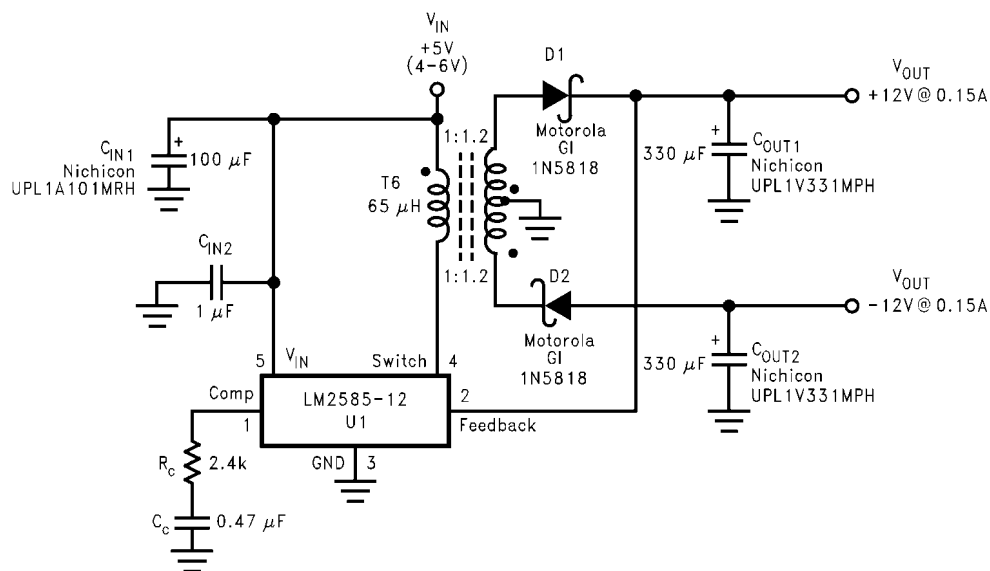 V_IN
+5V
(4–6V)
D1
V_OUT
+12V@0.15A
Motorola
GI
1N5818
C_IN1
Nichicon
UPL1A101MRH
+
100 μF
1:1.2
T6
65 μH
330 μF
+
C_OUT1
Nichicon
UPL1V331MPH
C_IN2
1 μF
1:1.2
D2
V_OUT
–12V@0.15A
Motorola
GI
1N5818
330 μF
+
C_OUT2
Nichicon
UPL1V331MPH
5
V_IN
Switch
4
Comp
1
LM2585-12
U1
2
Feedback
GND
3
R_c
2.4k
C_c
0.47 μF